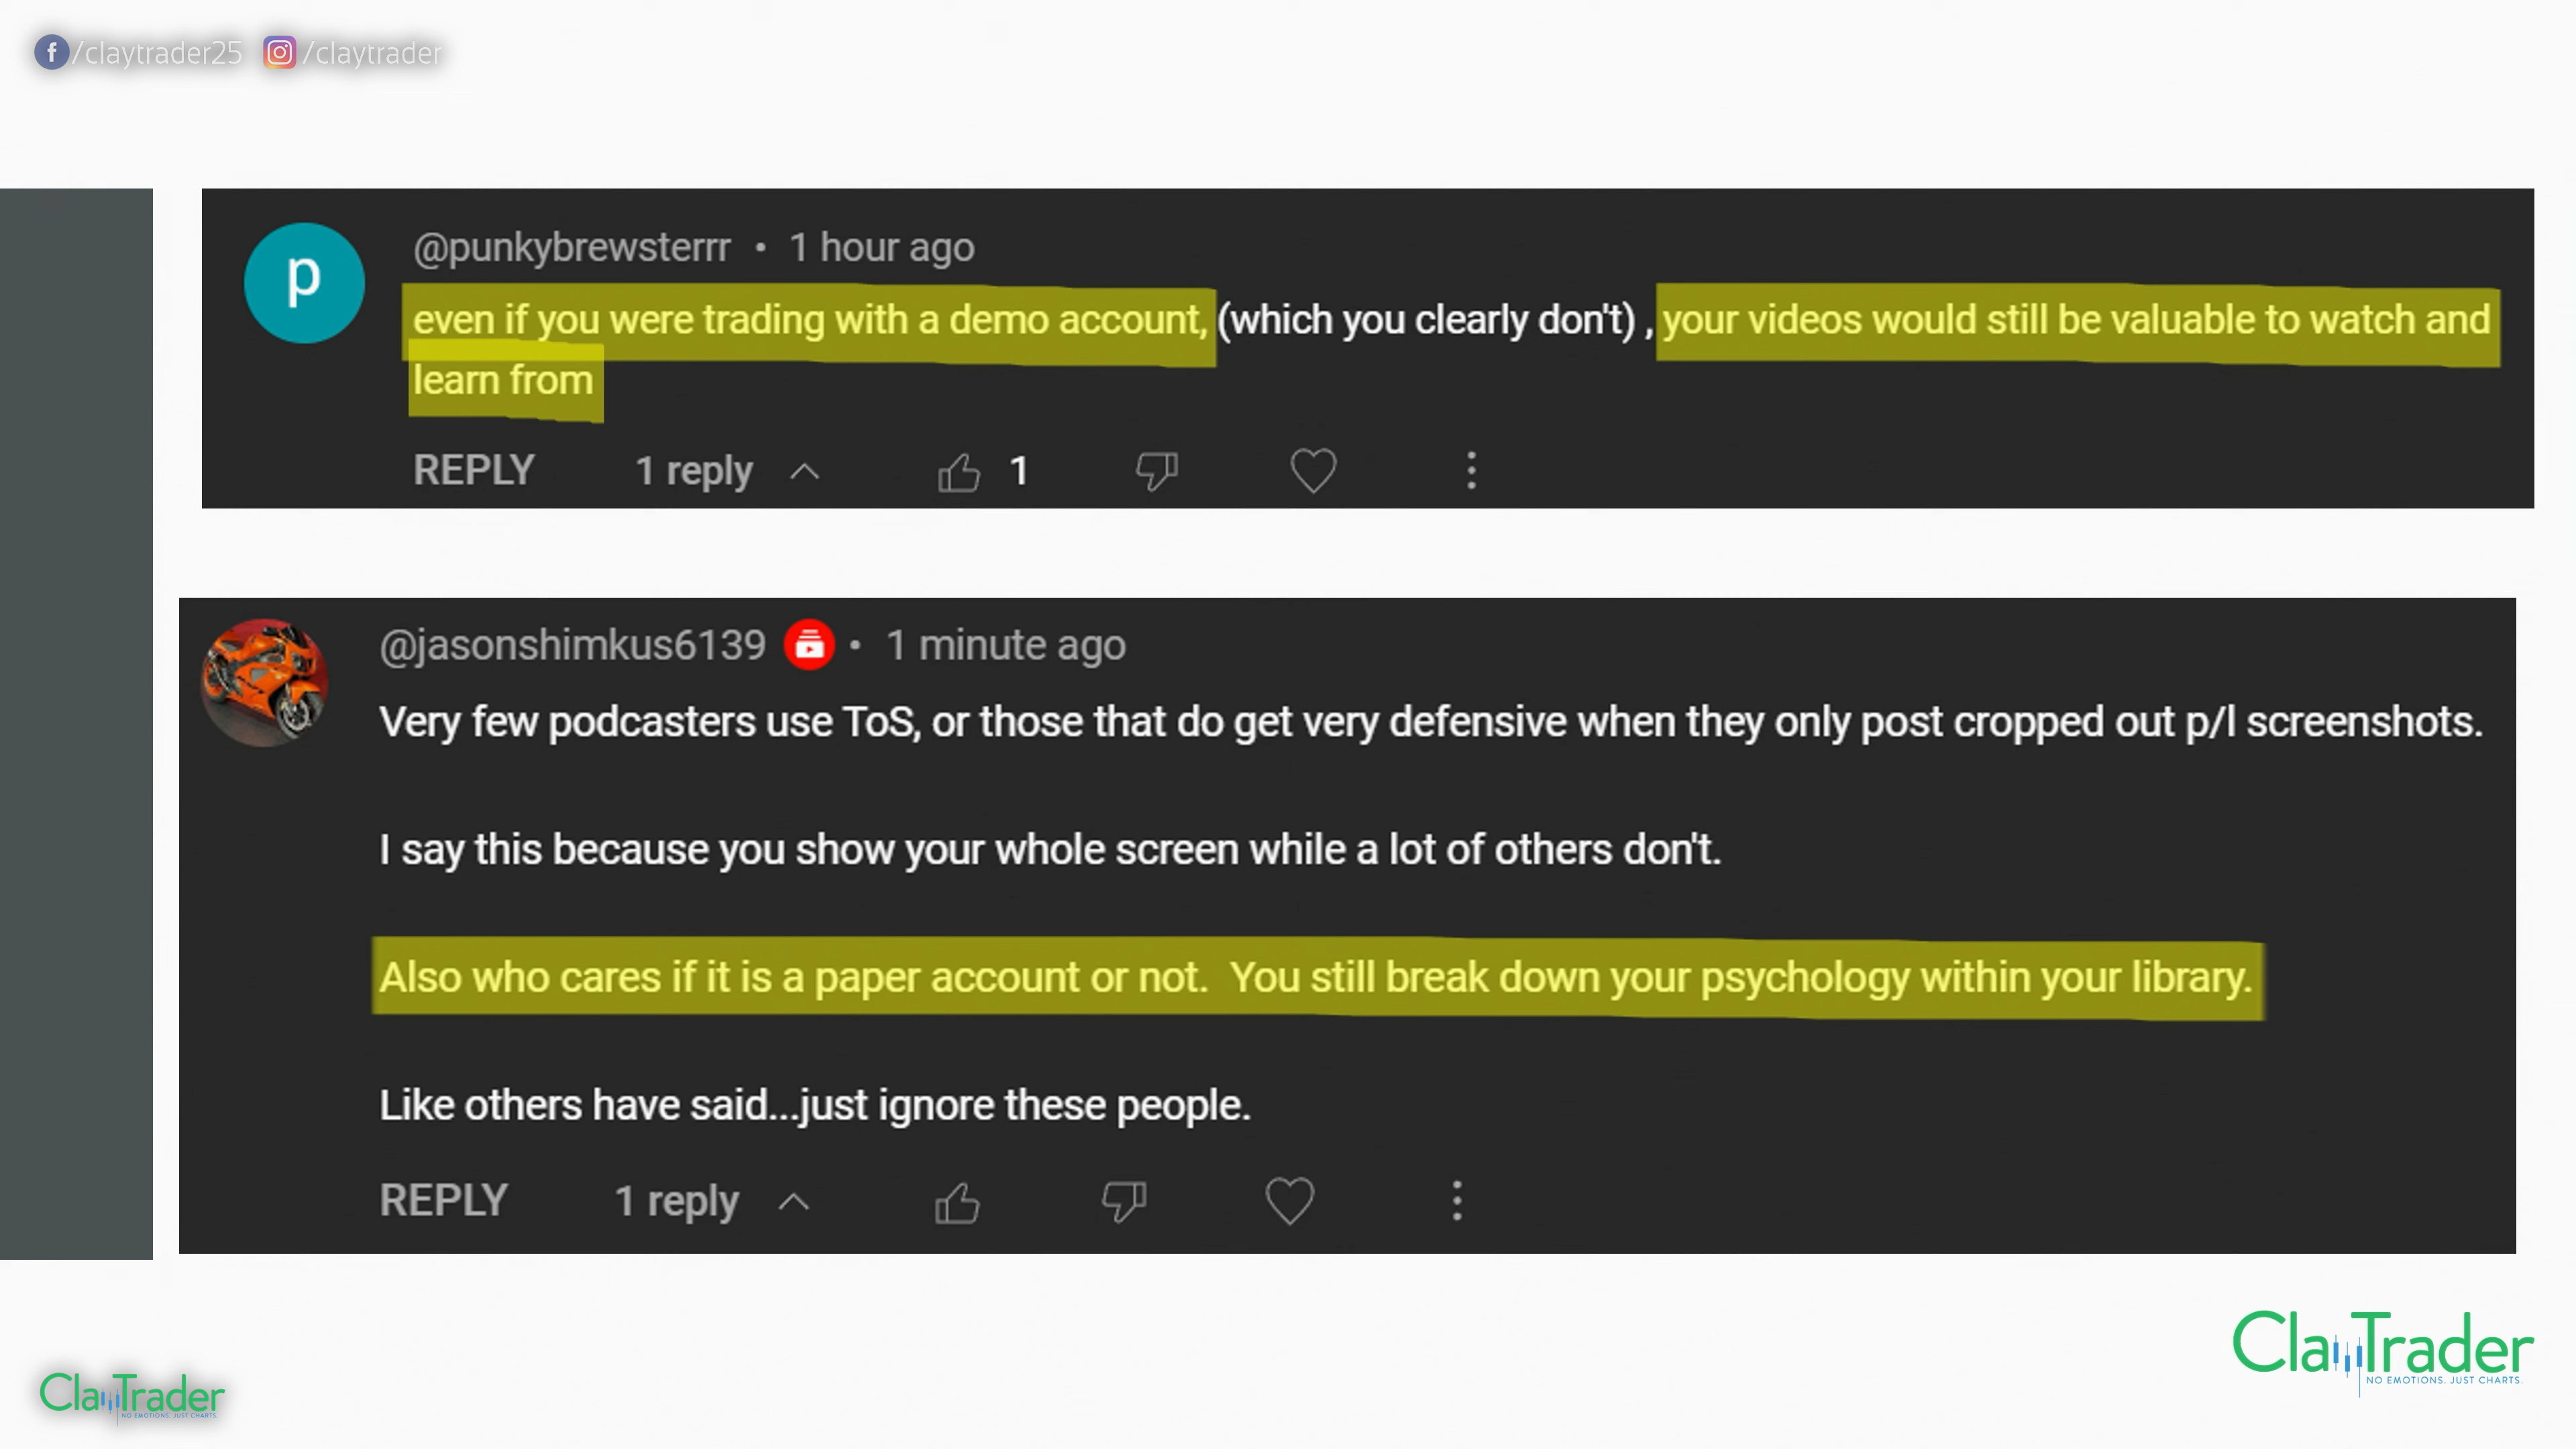 /claytrader25 /claytrader
p
@punkybrewsterrr • 1 hour ago
even if you were trading with a demo account, (which you clearly don't) , your videos would still be valuable to watch and
learn from
REPLY 1 reply 1
@jasonshimkus6139 • 1 minute ago
Very few podcasters use ToS, or those that do get very defensive when they only post cropped out p/l screenshots.
I say this because you show your whole screen while a lot of others don't.
Also who cares if it is a paper account or not. You still break down your psychology within your library.
Like others have said...just ignore these people.
REPLY 1 reply
ClayTrader
NO EMOTIONS. JUST CHARTS.
ClayTrader
NO EMOTIONS. JUST CHARTS.